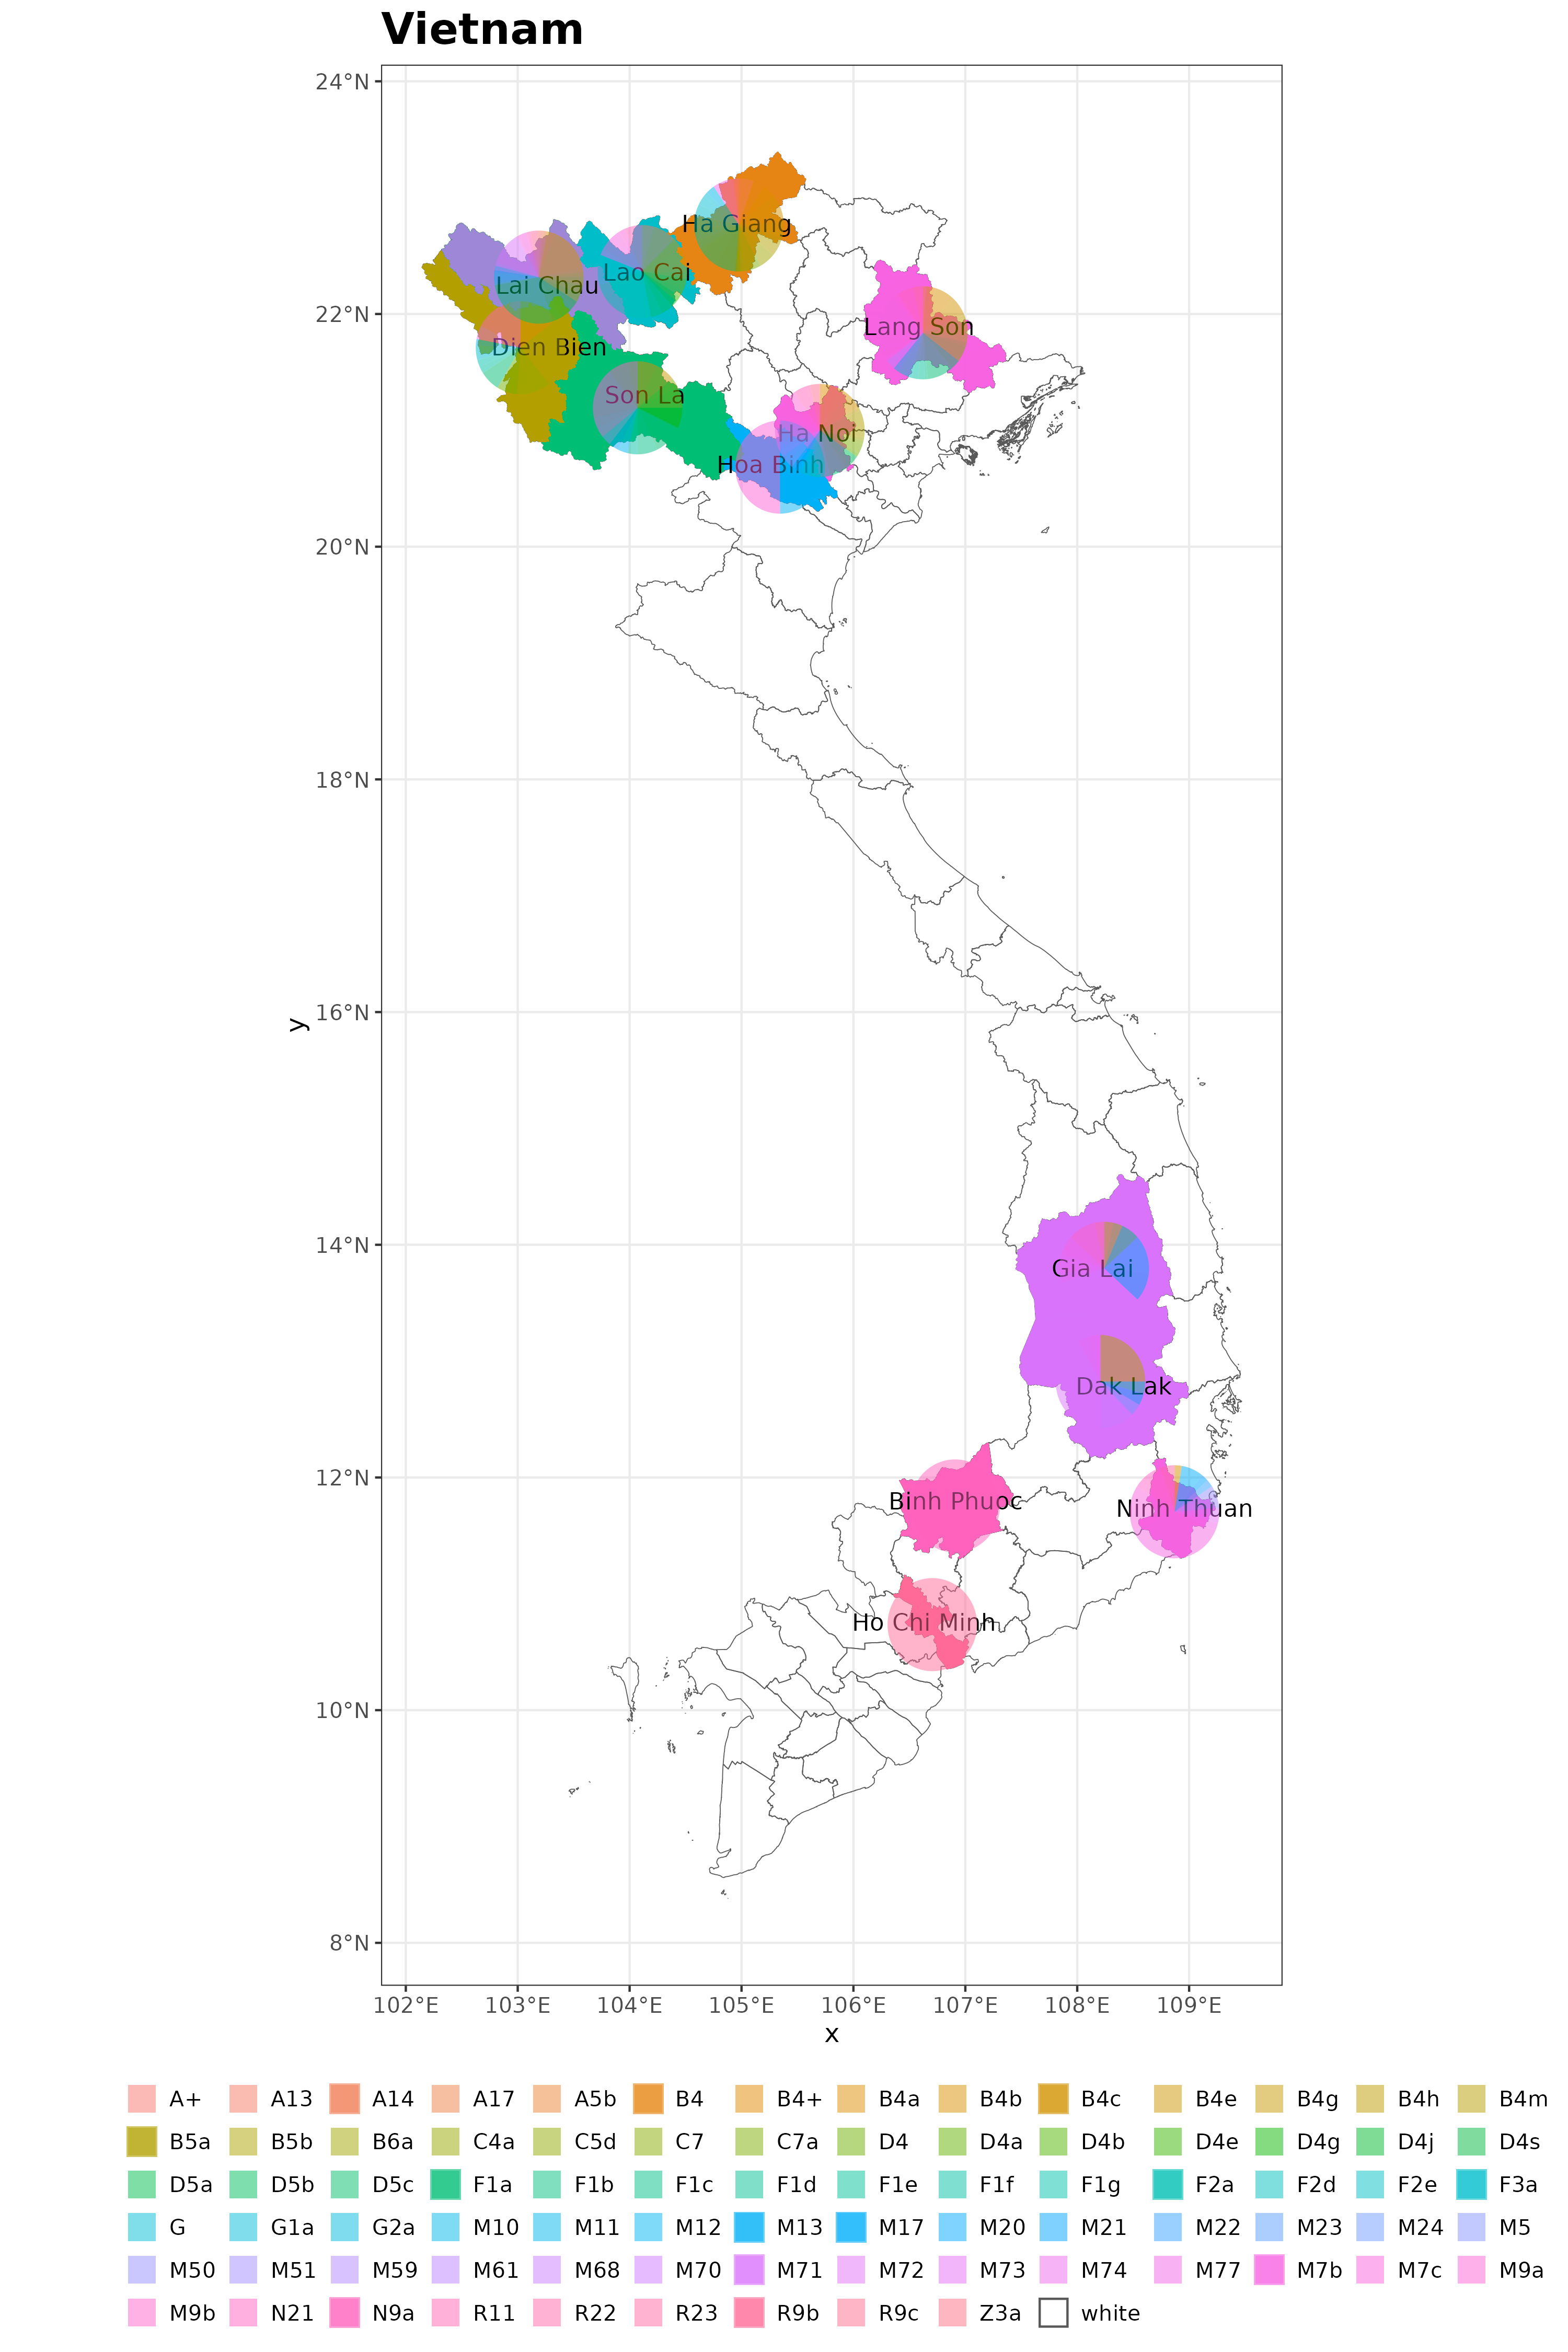 Vietnam
24°N
22°N
20°N
18°N
16°N
14°N
12°N
10°N
8°N
y
Ha Giang
Lao Cai
Lai Chau
Lang Son
Dien Bien
Son La
Ha Noi
Hoa Binh
Gia Lai
Dak Lak
Binh Phuoc
Ninh Thuan
Ho Chi Minh
102°E 103°E 104°E 105°E 106°E 107°E 108°E 109°E
x
A+ A13 A14 A17 A5b B4 B4+ B4a B4b B4c B4e B4g B4h B4m
B5a B5b B6a C4a C5d C7 C7a D4 D4a D4b D4e D4g D4j D4s
D5a D5b D5c F1a F1b F1c F1d F1e F1f F1g F2a F2d F2e F3a
G G1a G2a M10 M11 M12 M13 M17 M20 M21 M22 M23 M24 M5
M50 M51 M59 M61 M68 M70 M71 M72 M73 M74 M77 M7b M7c M9a
M9b N21 N9a R11 R22 R23 R9b R9c Z3a white